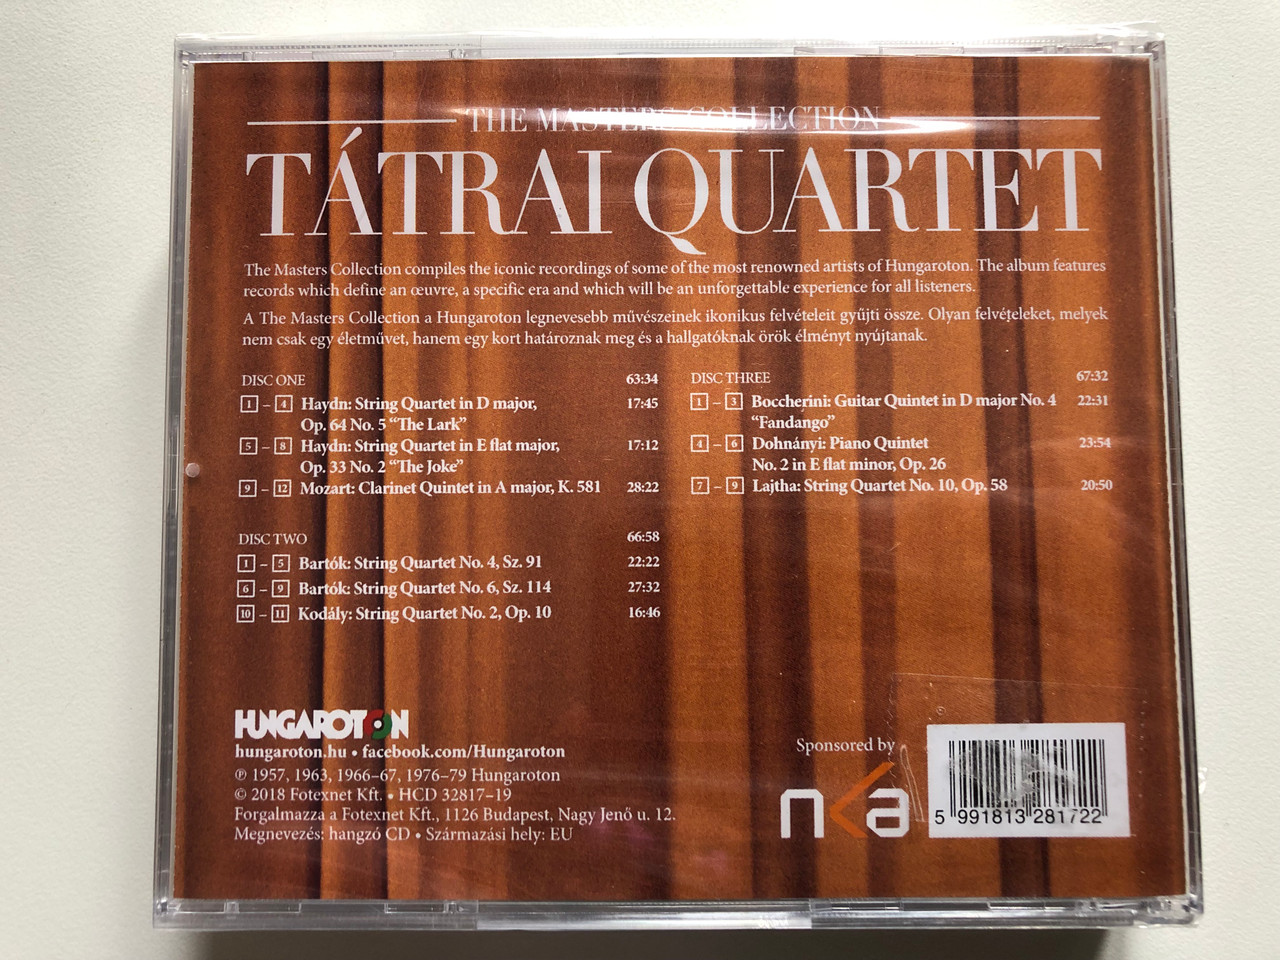 THE MASTERS COLLECTION
TÁTRAI QUARTET
The Masters Collection compiles the iconic recordings of some of the most renowned artists of Hungaroton. The album features
records which define an œuvre, a specific era and which will be an unforgettable experience for all listeners.
A The Masters Collection a Hungaroton legnevesebb művészeinek ikonikus felvételeit gyűjti össze. Olyan felvételeket, melyek
nem csak egy életművet, hanem egy kort határoznak meg és a hallgatóknak örök élményt nyújtanak.
DISC ONE 63:34
1 – 4 Haydn: String Quartet in D major, 17:45
Op. 64 No. 5 “The Lark”
5 – 8 Haydn: String Quartet in E flat major, 17:12
Op. 33 No. 2 “The Joke”
9 – 12 Mozart: Clarinet Quintet in A major, K. 581 28:22
DISC TWO 66:58
1 – 5 Bartók: String Quartet No. 4, Sz. 91 22:22
6 – 9 Bartók: String Quartet No. 6, Sz. 114 27:32
10 – 11 Kodály: String Quartet No. 2, Op. 10 16:46
DISC THREE 67:32
1 – 3 Boccherini: Guitar Quintet in D major No. 4 22:31
“Fandango”
4 – 6 Dohnányi: Piano Quintet 23:54
No. 2 in E flat minor, Op. 26
7 – 9 Lajtha: String Quartet No. 10, Op. 58 20:50
HUNGAROTON
hungaroton.hu • facebook.com/Hungaroton
℗ 1957, 1963, 1966–67, 1976–79 Hungaroton
© 2018 Fotexnet Kft. • HCD 32817–19
Forgalmazza a Fotexnet Kft., 1126 Budapest, Nagy Jenő u. 12.
Megnevezés: hangzó CD • Származási hely: EU
Sponsored by
nka
5 991813 281722